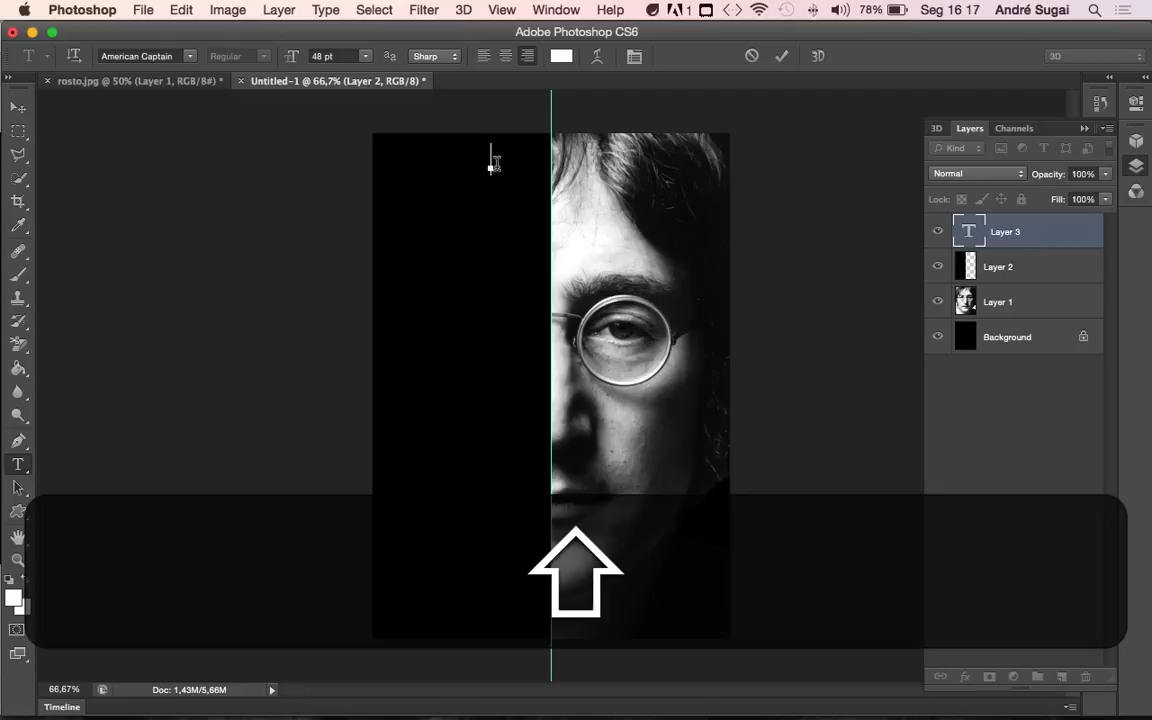 Photoshop File Edit Image Layer Type Select Filter 3D View Window Help 1 78% Seg 16 17 André Sugai
Adobe Photoshop CS6
T American Captain Regular 48 pt aa Sharp 3D 3D
rosto.jpg @ 50% (Layer 1, RGB/8#) * Untitled-1 @ 66,7% (Layer 2, RGB/8) *
3D Layers Channels
Kind
Normal Opacity: 100%
Lock: Fill: 100%
T Layer 3
Layer 2
Layer 1
Background
66,67% Doc: 1,43M/5,66M
Timeline